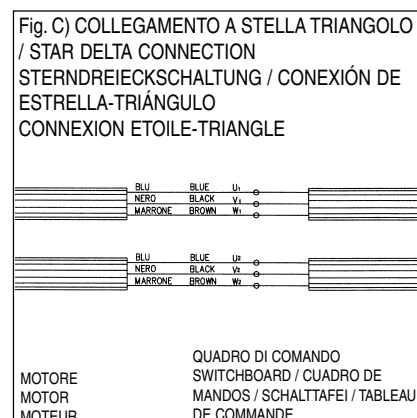 Fig. C) COLLEGAMENTO A STELLA TRIANGOLO
/ STAR DELTA CONNECTION
STERNDREIECKSCHALTUNG / CONEXIÓN DE
ESTRELLA-TRIÁNGULO
CONNEXION ETOILE-TRIANGLE
BLU BLUE U1
NERO BLACK V1
MARRONE BROWN W1
BLU BLUE U2
NERO BLACK V2
MARRONE BROWN W2
QUADRO DI COMANDO
MOTORE SWITCHBOARD / CUADRO DE
MOTOR MANDOS / SCHALTTAFEI / TABLEAU
MOTEUR DE COMMANDE